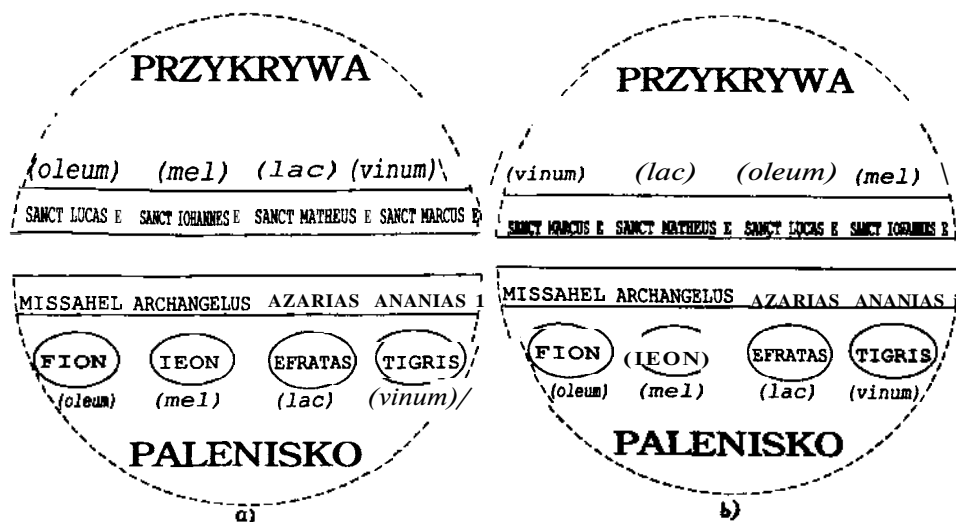 PRZYKRYWA
(oleum) (mel) (lac) (vinum)
SANCT LUCAS E SANCT IOHANNES E SANCT MATHEUS E SANCT MARCUS E
MISSAHEL ARCHANGELUS AZARIAS ANANIAS 1
FION IEON EFRATAS TIGRIS
(oleum) (mel) (lac) (vinum)/
PALENISKO
a)
PRZYKRYWA
(vinum) (lac) (oleum) (mel)
SANCT MARCUS E SANCT MATHEUS E SANCT LUCAS E SANCT IOHANNES E
MISSAHEL ARCHANGELUS AZARIAS ANANIAS
FION (IEON) EFRATAS TIGRIS
(oleum) (mel) (lac) (vinum)
PALENISKO
b)